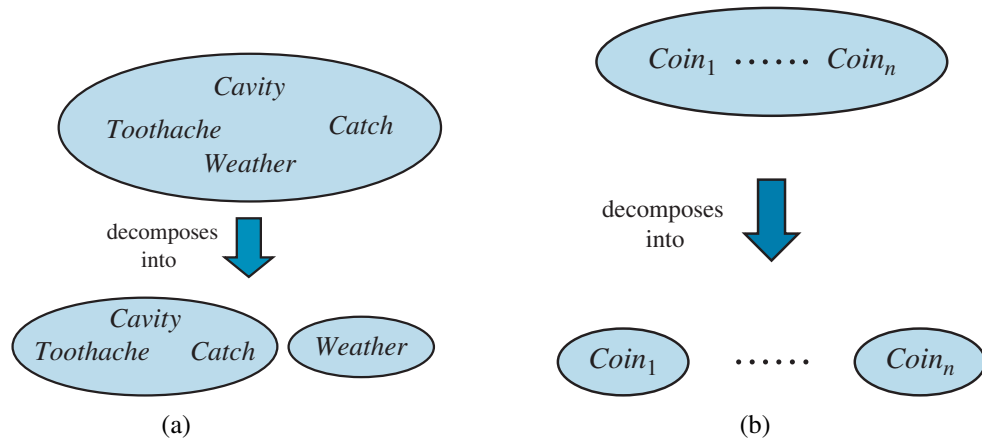 Cavity
Toothache Catch
Weather
decomposes
into
Cavity
Toothache Catch Weather
(a)
Coin₁ ...... Coinₙ
decomposes
into
Coin₁ ...... Coinₙ
(b)